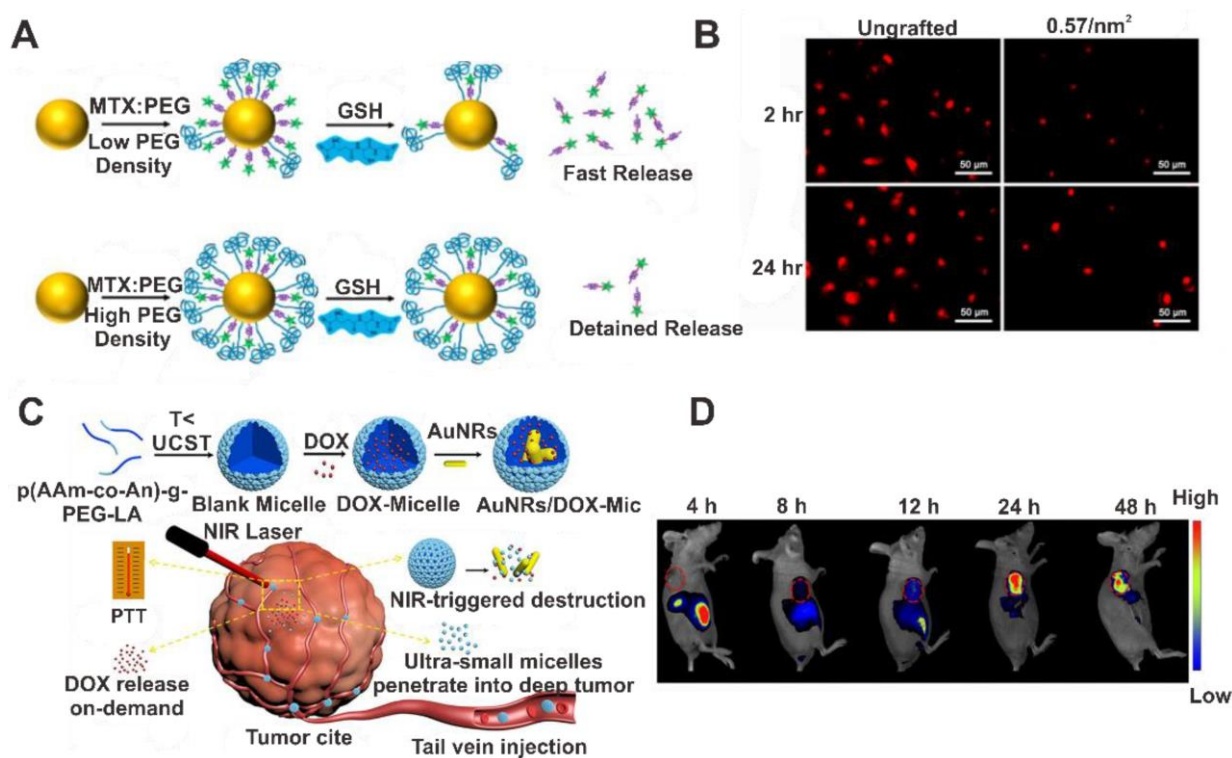 A
MTX:PEG
Low PEG
Density
GSH
Fast Release
MTX:PEG
High PEG
Density
GSH
Detained Release
B
Ungrafted
0.57/nm²
2 hr
50 µm
50 µm
24 hr
50 µm
50 µm
C
T<
UCST
DOX
AuNRs
p(AAm-co-An)-g-
PEG-LA
Blank Micelle
DOX-Micelle
AuNRs/DOX-Mic
NIR Laser
PTT
NIR-triggered destruction
DOX release
on-demand
Ultra-small micelles
penetrate into deep tumor
Tumor cite
Tail vein injection
D
4 h
8 h
12 h
24 h
48 h
High
Low